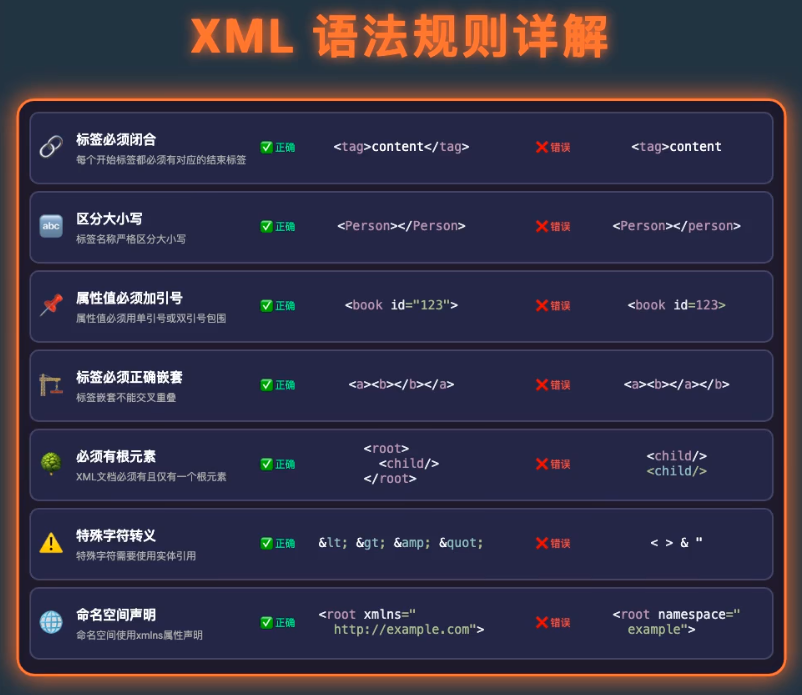 XML 语法规则详解
标签必须闭合
每个开始标签都必须有对应的结束标签
✅ 正确
<tag>content</tag>
❌ 错误
<tag>content
abc
区分大小写
标签名称严格区分大小写
✅ 正确
<Person></Person>
❌ 错误
<Person></person>
属性值必须加引号
属性值必须用单引号或双引号包围
✅ 正确
<book id="123">
❌ 错误
<book id=123>
标签必须正确嵌套
标签嵌套不能交叉重叠
✅ 正确
<a><b></b></a>
❌ 错误
<a><b></a></b>
必须有根元素
XML文档必须有且仅有一个根元素
✅ 正确
<root>
<child/>
</root>
❌ 错误
<child/>
<child/>
特殊字符转义
特殊字符需要使用实体引用
✅ 正确
&lt; &gt; &amp; &quot;
❌ 错误
< > & "
命名空间声明
命名空间使用xmlns属性声明
✅ 正确
<root xmlns="
http://example.com">
❌ 错误
<root namespace="
example">